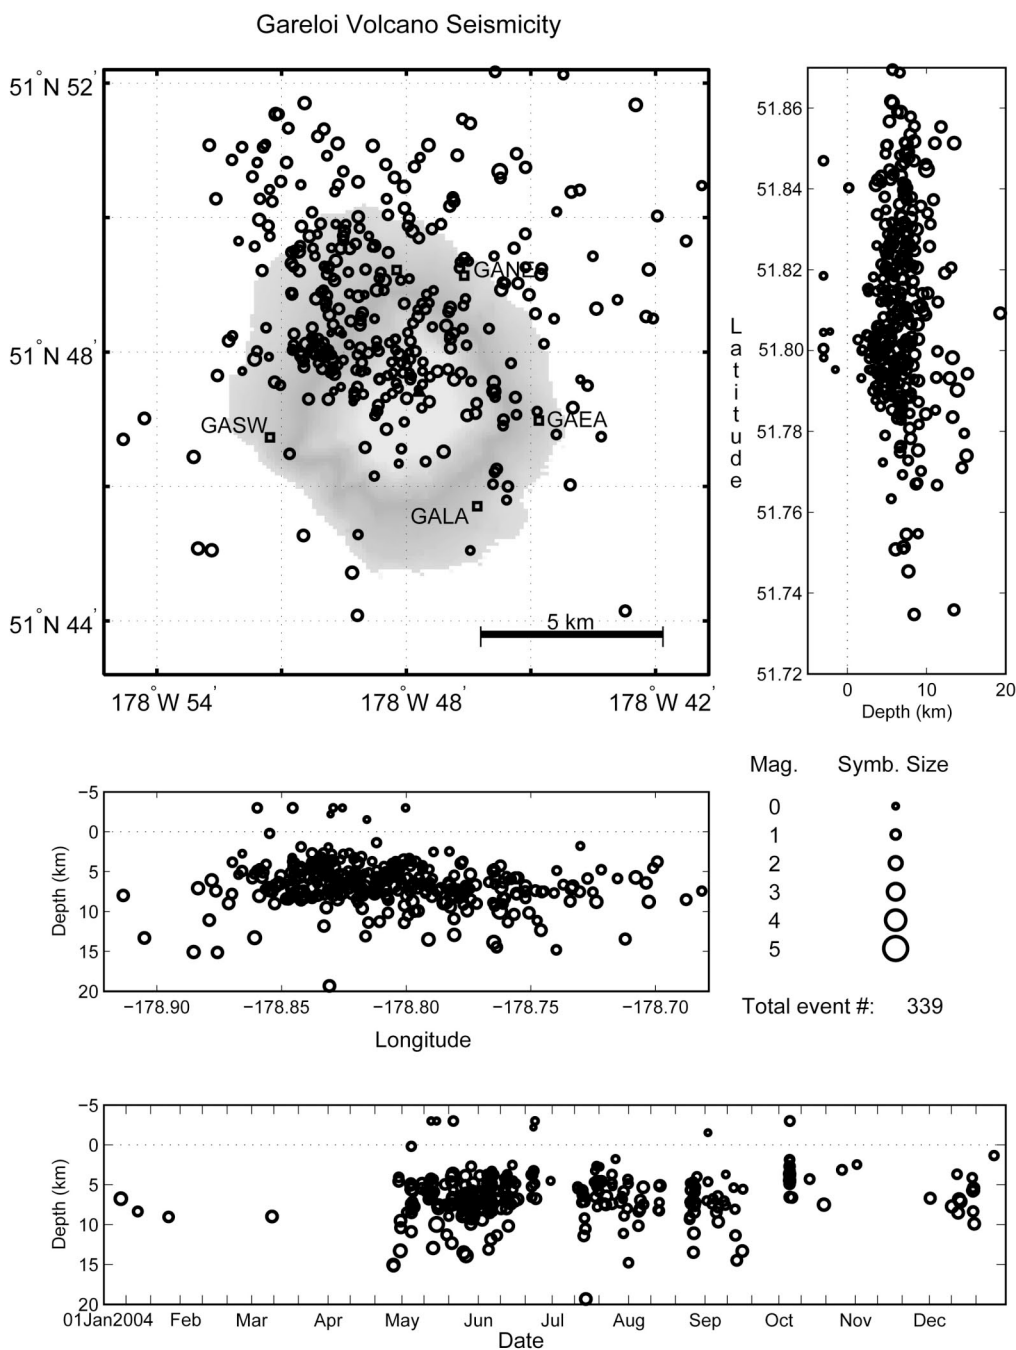 Gareloi Volcano Seismicity
51°N 52'
51°N 48'
51°N 44'
GANE
GASW
GAEA
GALA
5 km
178°W 54'
178°W 48'
178°W 42'
51.86
51.84
51.82
51.80
51.78
51.76
51.74
51.72
Latitude
0 10 20
Depth (km)
−5
0
5
10
15
20
Depth (km)
−178.90 −178.85 −178.80 −178.75 −178.70
Longitude
Mag. Symb. Size
0
1
2
3
4
5
Total event #: 339
−5
0
5
10
15
20
Depth (km)
01Jan2004 Feb Mar Apr May Jun Jul Aug Sep Oct Nov Dec
Date